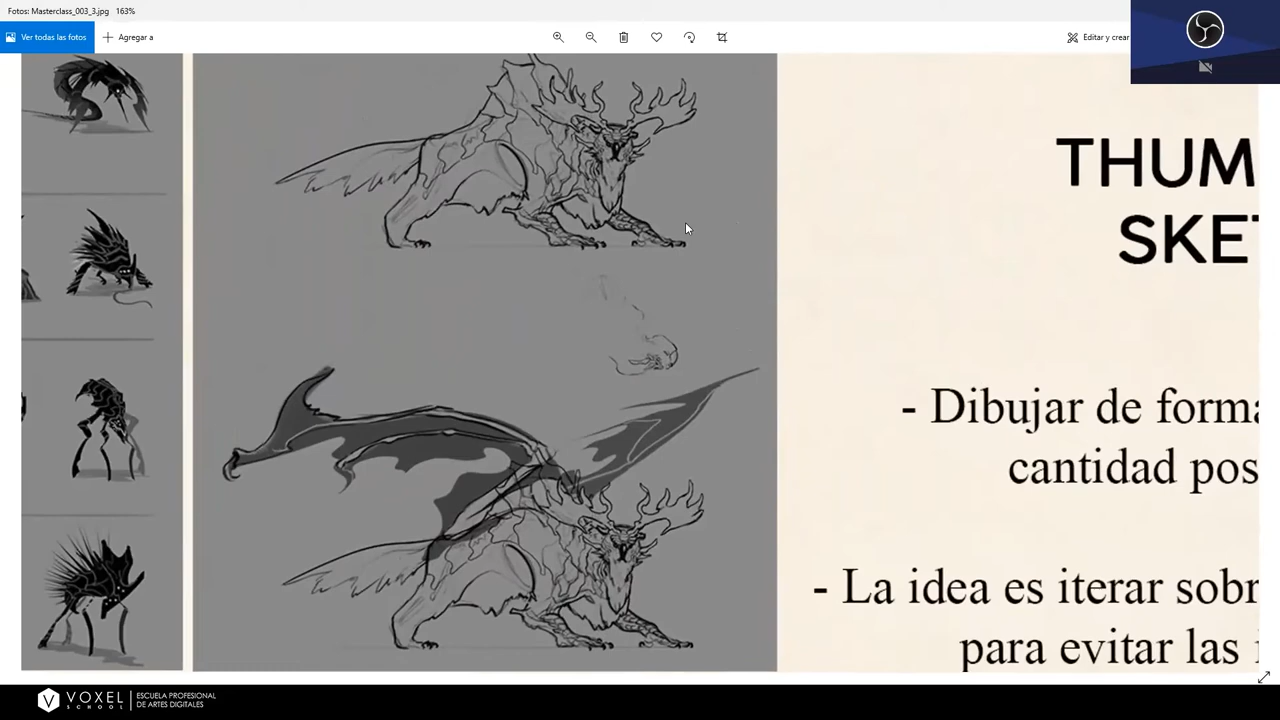 Fotos: Masterclass_003_3.jpg 163%
Ver todas las fotos
Agregar a
Editar y crear
THUM
SKET
- Dibujar de forma
cantidad pos
- La idea es iterar sobr
para evitar las i
V VOXEL SCHOOL
ESCUELA PROFESIONAL
DE ARTES DIGITALES